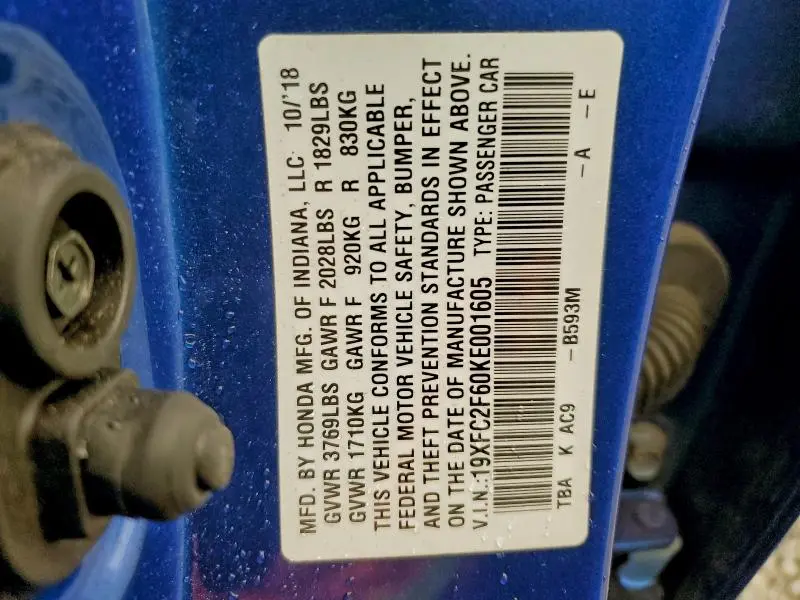 MFD. BY HONDA MFG. OF INDIANA, LLC 10/'18
GVWR 3769LBS GAWR F 2028LBS R 1829LBS
GVWR 1710KG GAWR F 920KG R 830KG
THIS VEHICLE CONFORMS TO ALL APPLICABLE
FEDERAL MOTOR VEHICLE SAFETY, BUMPER,
AND THEFT PREVENTION STANDARDS IN EFFECT
ON THE DATE OF MANUFACTURE SHOWN ABOVE.
V.I.N.:19XFC2F60KE001605 TYPE: PASSENGER CAR
TBA K AC9 -B593M -A -E